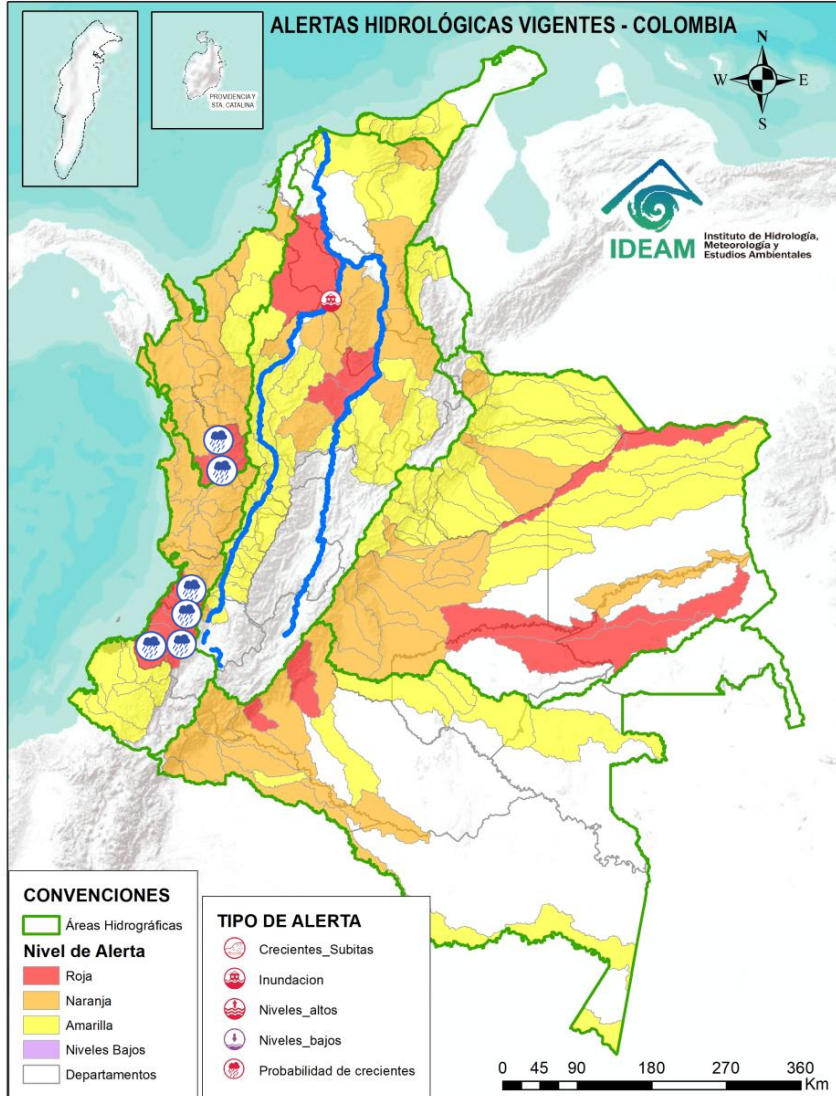 ALERTAS HIDROLÓGICAS VIGENTES - COLOMBIA
PROVIDENCIA Y
STA. CATALINA
N
W
E
S
IDEAM
Instituto de Hidrología,
Meteorología y
Estudios Ambientales
CONVENCIONES
Áreas Hidrográficas
Nivel de Alerta
Roja
Naranja
Amarilla
Niveles Bajos
Departamentos
TIPO DE ALERTA
Crecientes_Subitas
Inundacion
Niveles_altos
Niveles_bajos
Probabilidad de crecientes
0 45 90 180 270 360
Km